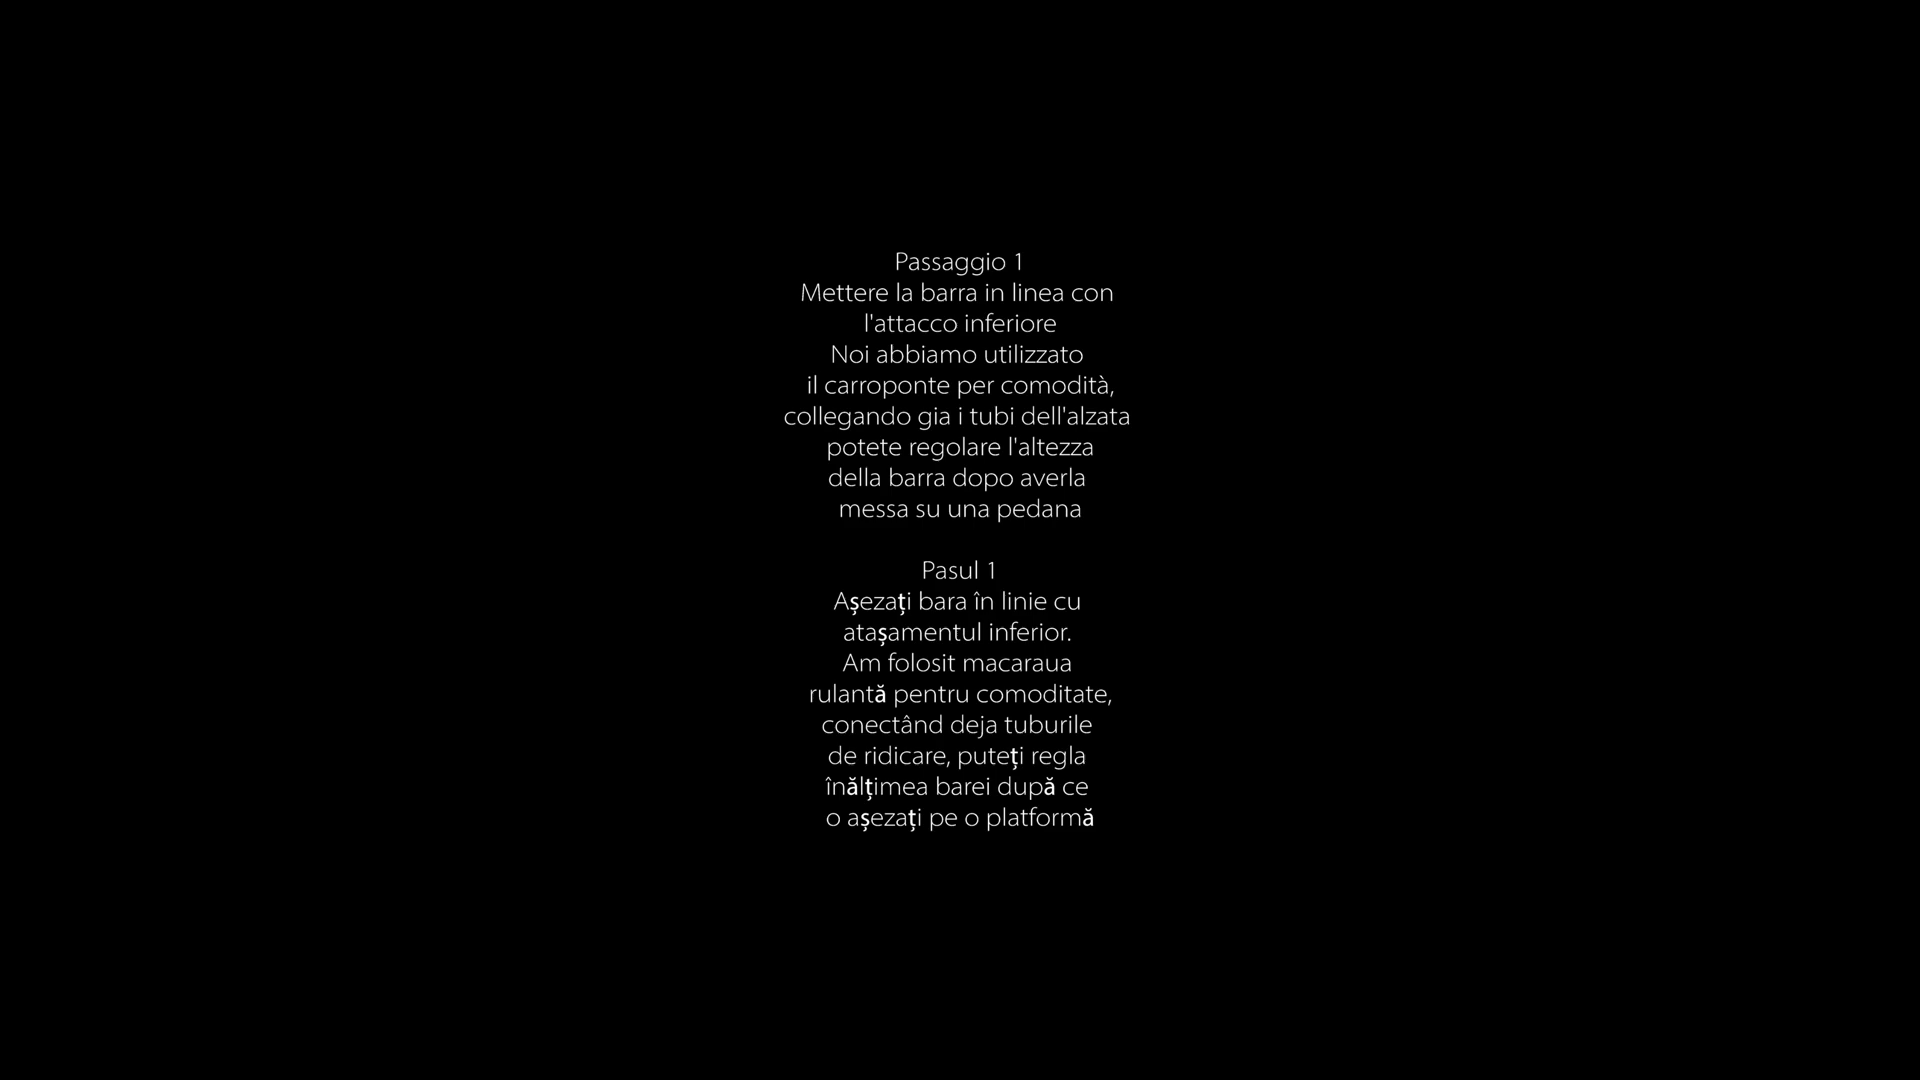 Passaggio 1
Mettere la barra in linea con
l'attacco inferiore
Noi abbiamo utilizzato
il carroponte per comodità,
collegando gia i tubi dell'alzata
potete regolare l'altezza
della barra dopo averla
messa su una pedana
Pasul 1
Așezați bara în linie cu
atașamentul inferior.
Am folosit macaraua
rulantă pentru comoditate,
conectând deja tuburile
de ridicare, puteți regla
înălțimea barei după ce
o așezați pe o platformă